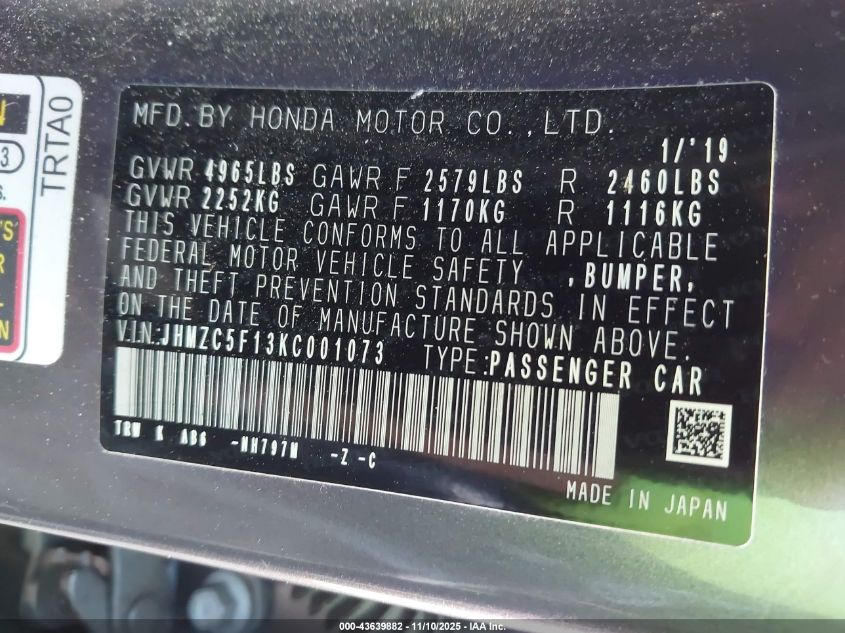 MFD. BY HONDA MOTOR CO., LTD.
1/'19
GVWR 4965LBS GAWR F 2579LBS R 2460LBS
GVWR 2252KG GAWR F 1170KG R 1116KG
THIS VEHICLE CONFORMS TO ALL APPLICABLE
FEDERAL MOTOR VEHICLE SAFETY , BUMPER,
AND THEFT PREVENTION STANDARDS IN EFFECT
ON THE DATE OF MANUFACTURE SHOWN ABOVE.
VIN:JHMZC5F13KC001073 TYPE:PASSENGER CAR
TRW K ABG -NH797M -Z -C
MADE IN JAPAN
TRTA0
000-43639882 - 11/10/2025 - IAA Inc.